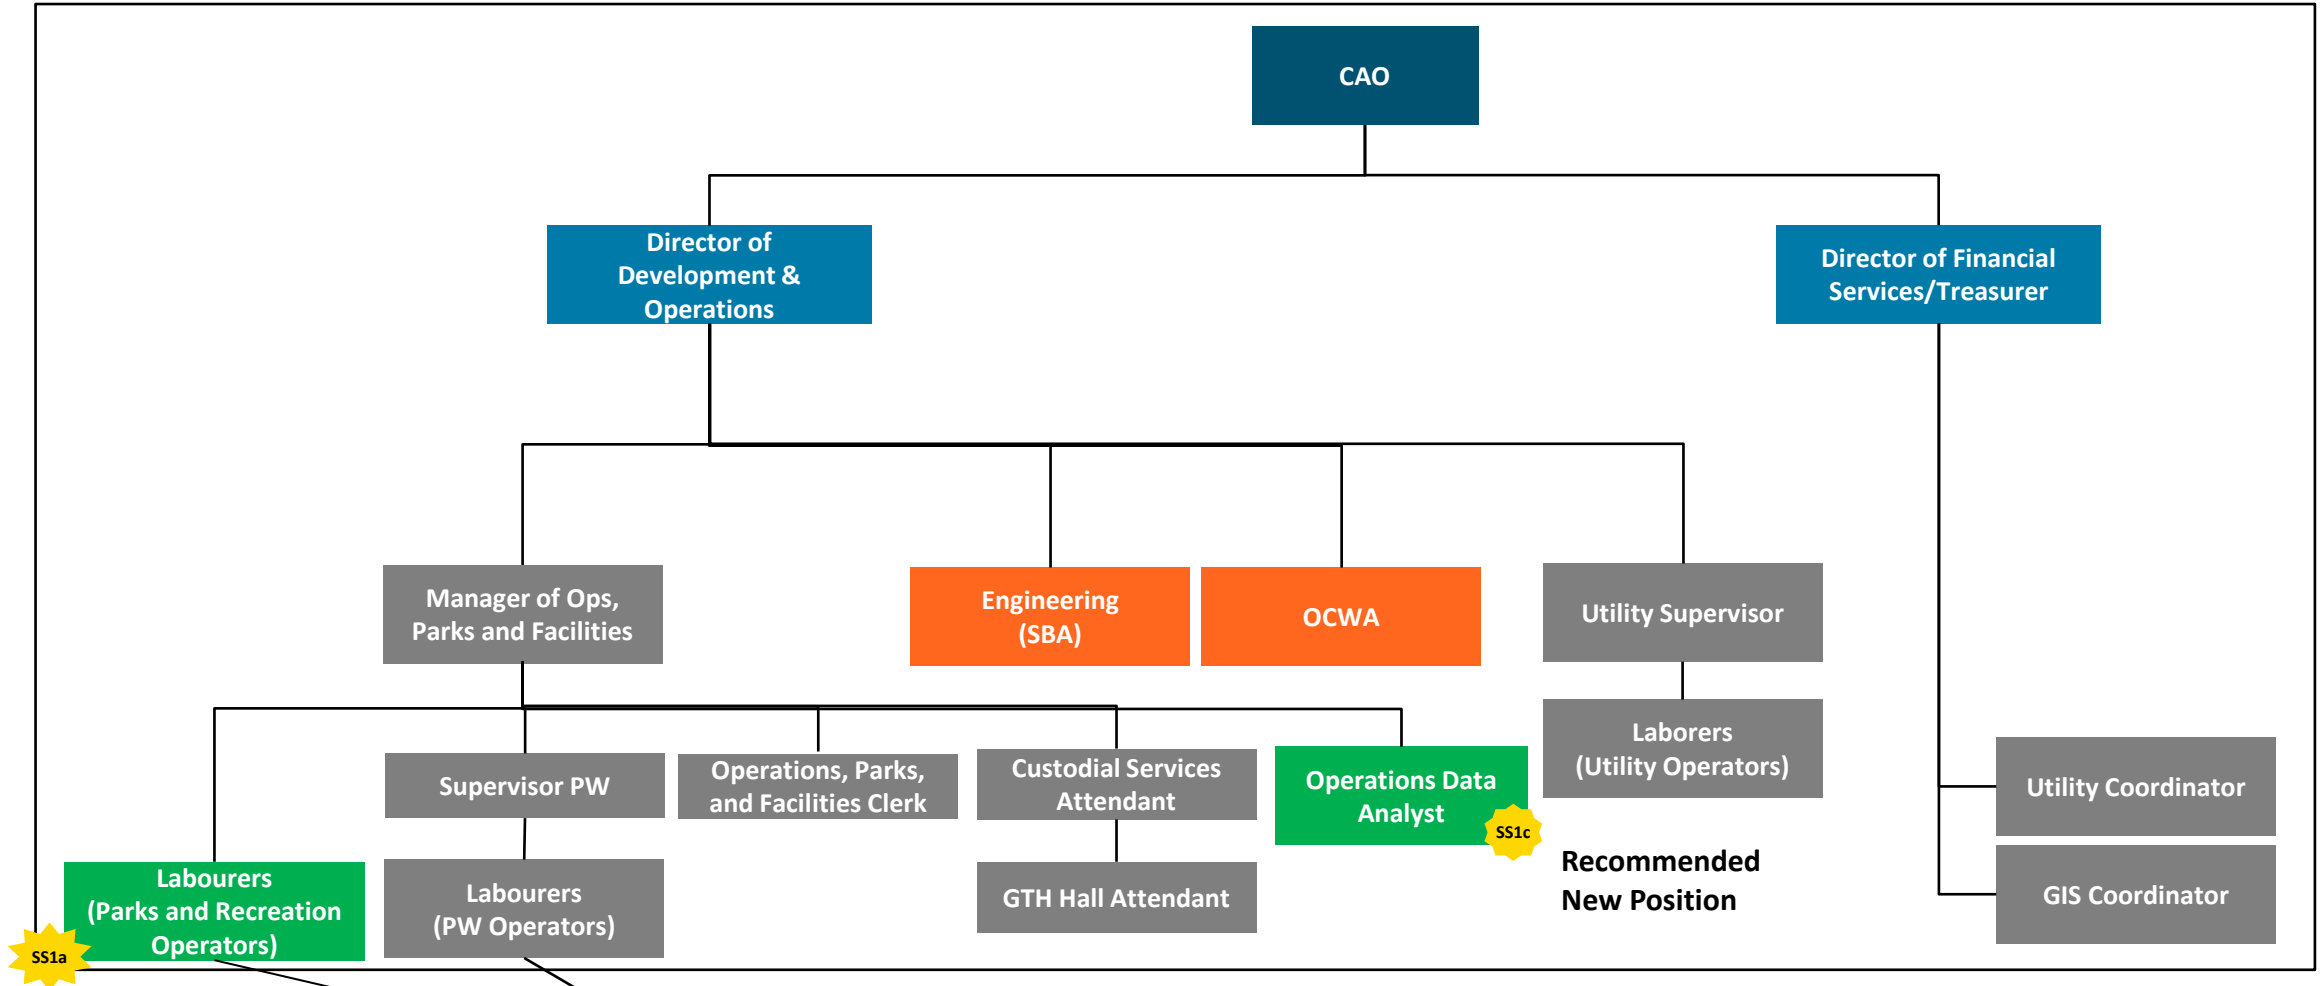 CAO
Director of
Development &
Operations
Director of Financial
Services/Treasurer
Manager of Ops,
Parks and Facilities
Engineering
(SBA)
OCWA
Utility Supervisor
Laborers
(Utility Operators)
Supervisor PW
Operations, Parks,
and Facilities Clerk
Custodial Services
Attendant
Operations Data
Analyst
SS1c
Utility Coordinator
Recommended
New Position
Labourers
(Parks and Recreation
Operators)
SS1a
Labourers
(PW Operators)
GTH Hall Attendant
GIS Coordinator